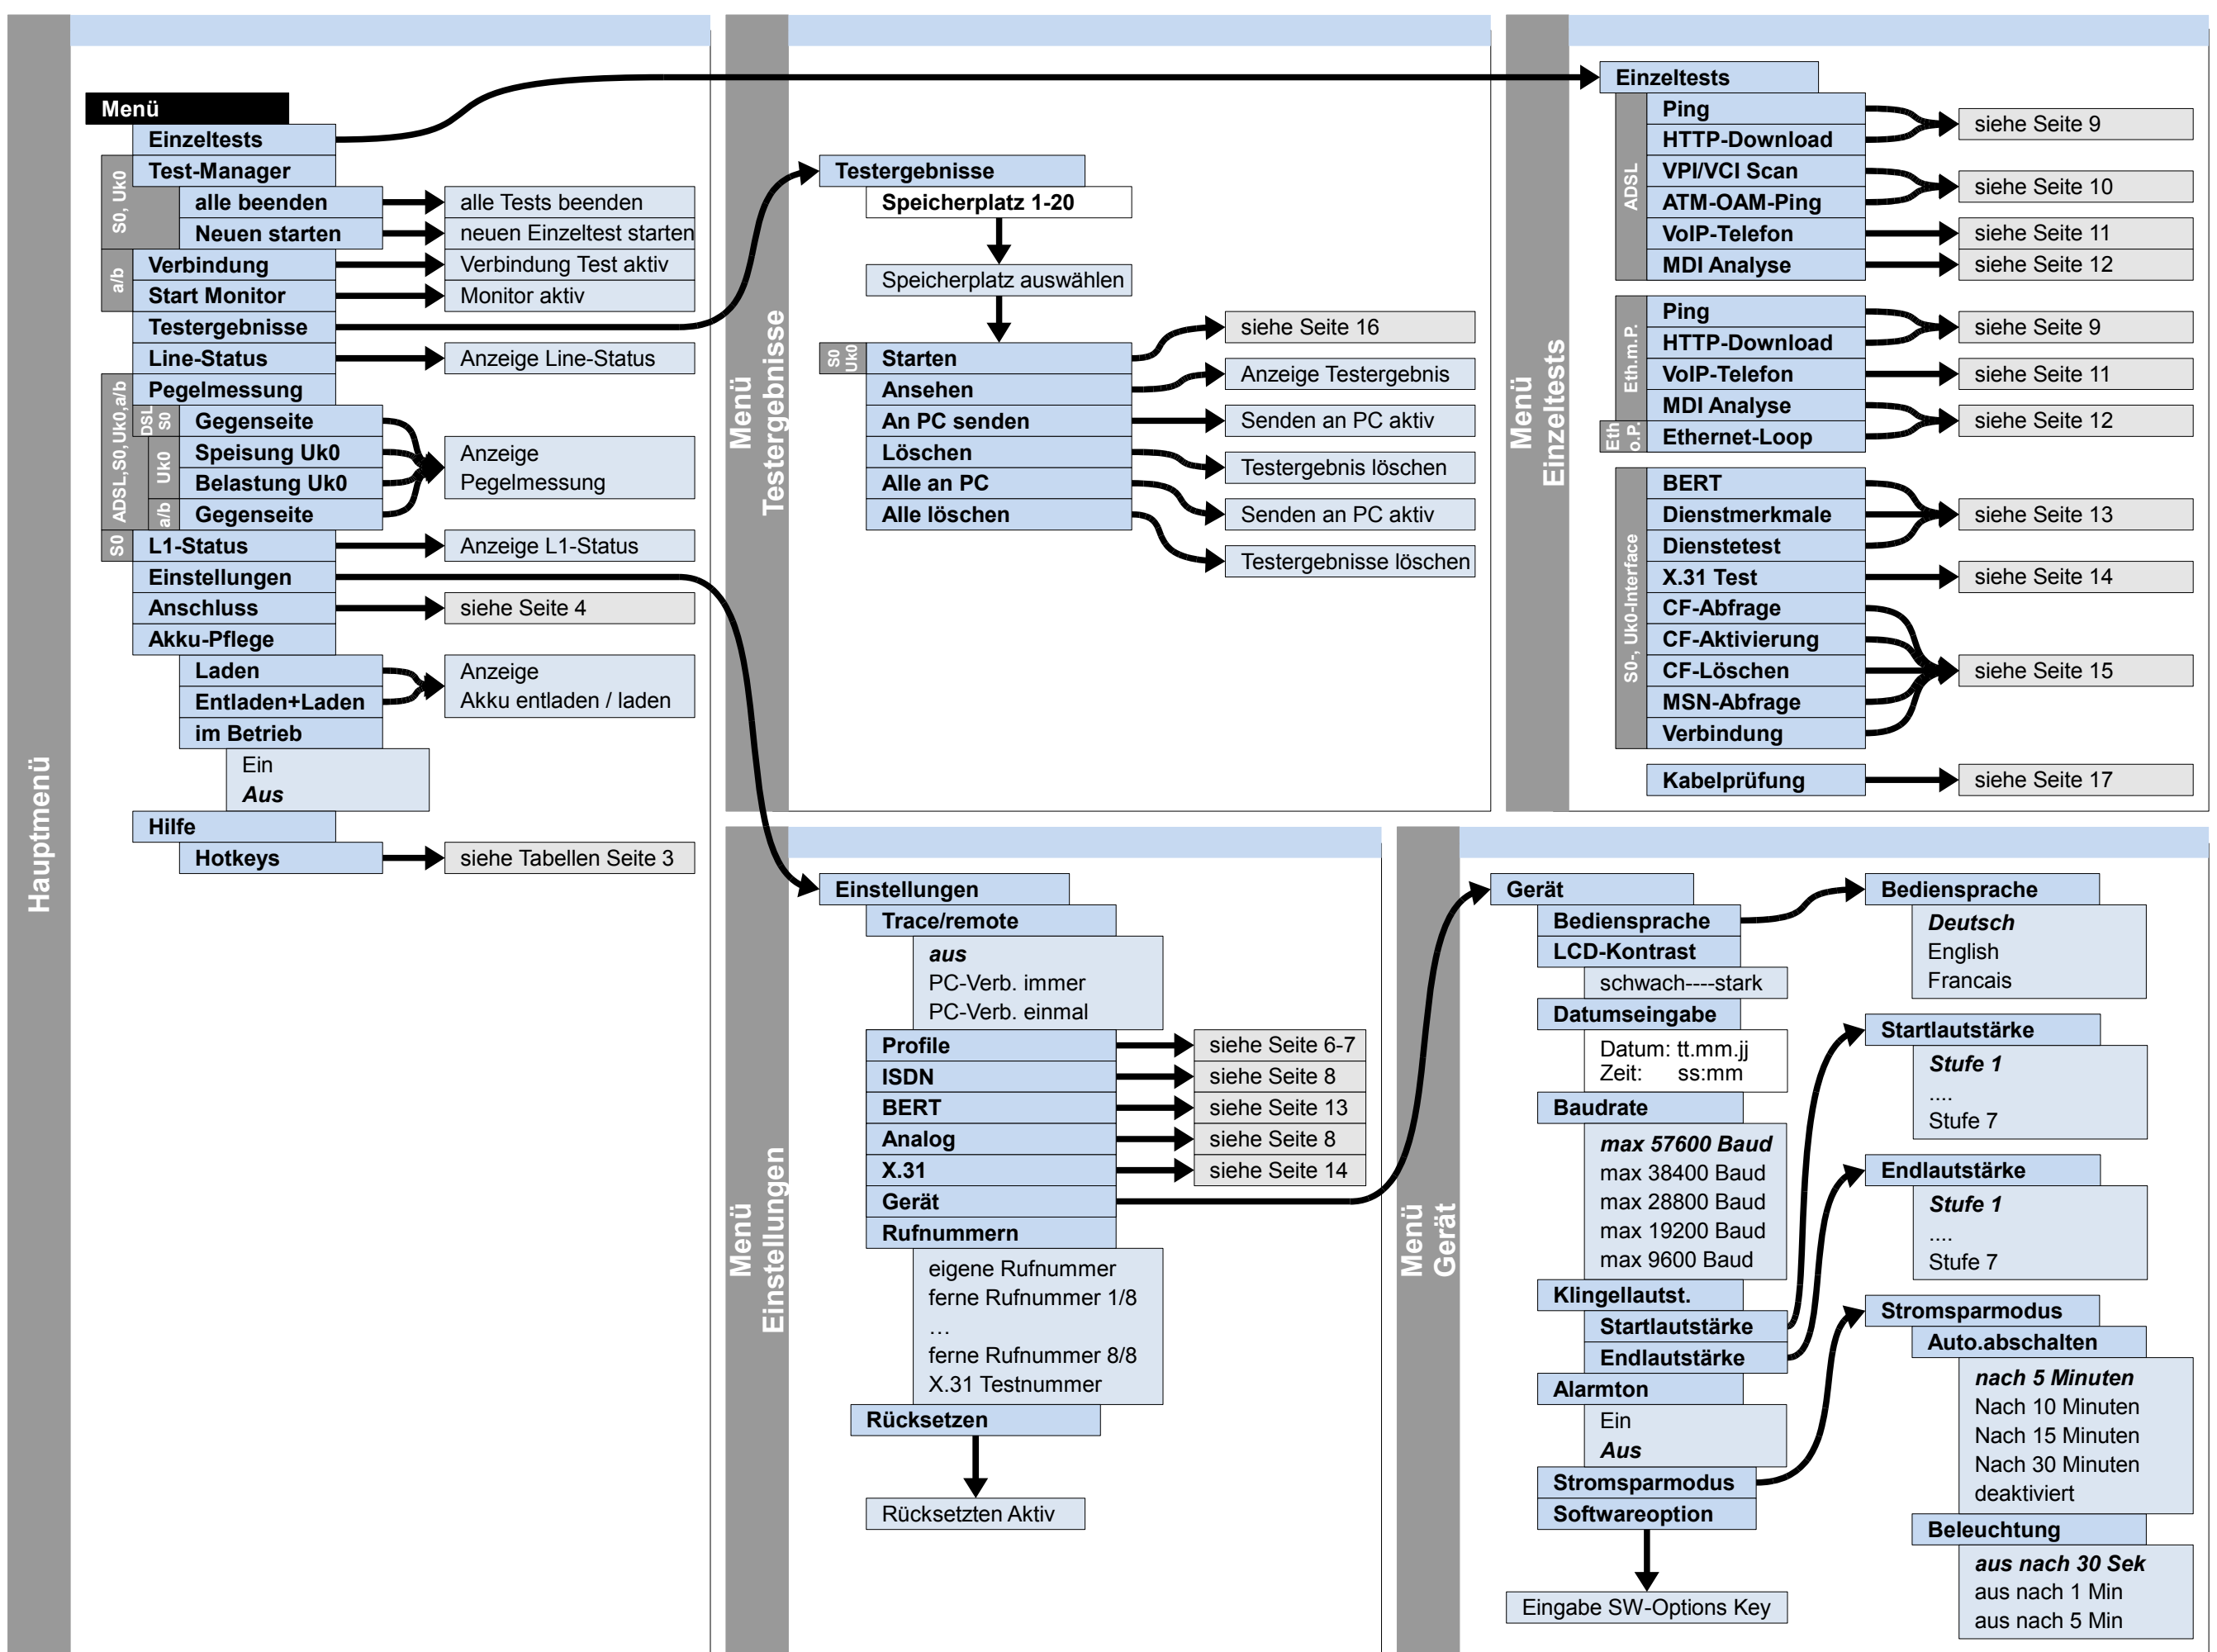 Hauptmenü
Menü
Einzeltests
S0, Uk0
Test-Manager
alle beenden
alle Tests beenden
Neuen starten
neuen Einzeltest starten
a/b
Verbindung
Verbindung Test aktiv
Start Monitor
Monitor aktiv
Testergebnisse
Line-Status
Anzeige Line-Status
ADSL,S0,Uk0,a/b
Pegelmessung
DSL
S0
Gegenseite
Uk0
Speisung Uk0
Belastung Uk0
a/b
Gegenseite
Anzeige
Pegelmessung
S0
L1-Status
Anzeige L1-Status
Einstellungen
Anschluss
siehe Seite 4
Akku-Pflege
Laden
Entladen+Laden
Anzeige
Akku entladen / laden
im Betrieb
Ein
Aus
Hilfe
Hotkeys
siehe Tabellen Seite 3
Menü
Testergebnisse
Testergebnisse
Speicherplatz 1-20
Speicherplatz auswählen
S0
Uk0
Starten
siehe Seite 16
Ansehen
Anzeige Testergebnis
An PC senden
Senden an PC aktiv
Löschen
Testergebnis löschen
Alle an PC
Senden an PC aktiv
Alle löschen
Testergebnisse löschen
Menü
Einzeltests
Einzeltests
ADSL
Ping
HTTP-Download
siehe Seite 9
VPI/VCI Scan
ATM-OAM-Ping
siehe Seite 10
VoIP-Telefon
siehe Seite 11
MDI Analyse
siehe Seite 12
Eth.m.P.
Ping
HTTP-Download
siehe Seite 9
VoIP-Telefon
siehe Seite 11
MDI Analyse
Eth
o.P.
Ethernet-Loop
siehe Seite 12
S0-, Uk0-Interface
BERT
Dienstmerkmale
Dienstetest
siehe Seite 13
X.31 Test
siehe Seite 14
CF-Abfrage
CF-Aktivierung
CF-Löschen
MSN-Abfrage
Verbindung
siehe Seite 15
Kabelprüfung
siehe Seite 17
Menü
Einstellungen
Einstellungen
Trace/remote
aus
PC-Verb. immer
PC-Verb. einmal
Profile
siehe Seite 6-7
ISDN
siehe Seite 8
BERT
siehe Seite 13
Analog
siehe Seite 8
X.31
siehe Seite 14
Gerät
Rufnummern
eigene Rufnummer
ferne Rufnummer 1/8
…
ferne Rufnummer 8/8
X.31 Testnummer
Rücksetzen
Rücksetzten Aktiv
Menü
Gerät
Gerät
Bediensprache
LCD-Kontrast
schwach----stark
Datumseingabe
Datum: tt.mm.jj
Zeit: ss:mm
Baudrate
max 57600 Baud
max 38400 Baud
max 28800 Baud
max 19200 Baud
max 9600 Baud
Klingellautst.
Startlautstärke
Endlautstärke
Alarmton
Ein
Aus
Stromsparmodus
Softwareoption
Eingabe SW-Options Key
Bediensprache
Deutsch
English
Francais
Startlautstärke
Stufe 1
....
Stufe 7
Endlautstärke
Stufe 1
....
Stufe 7
Stromsparmodus
Auto.abschalten
nach 5 Minuten
Nach 10 Minuten
Nach 15 Minuten
Nach 30 Minuten
deaktiviert
Beleuchtung
aus nach 30 Sek
aus nach 1 Min
aus nach 5 Min